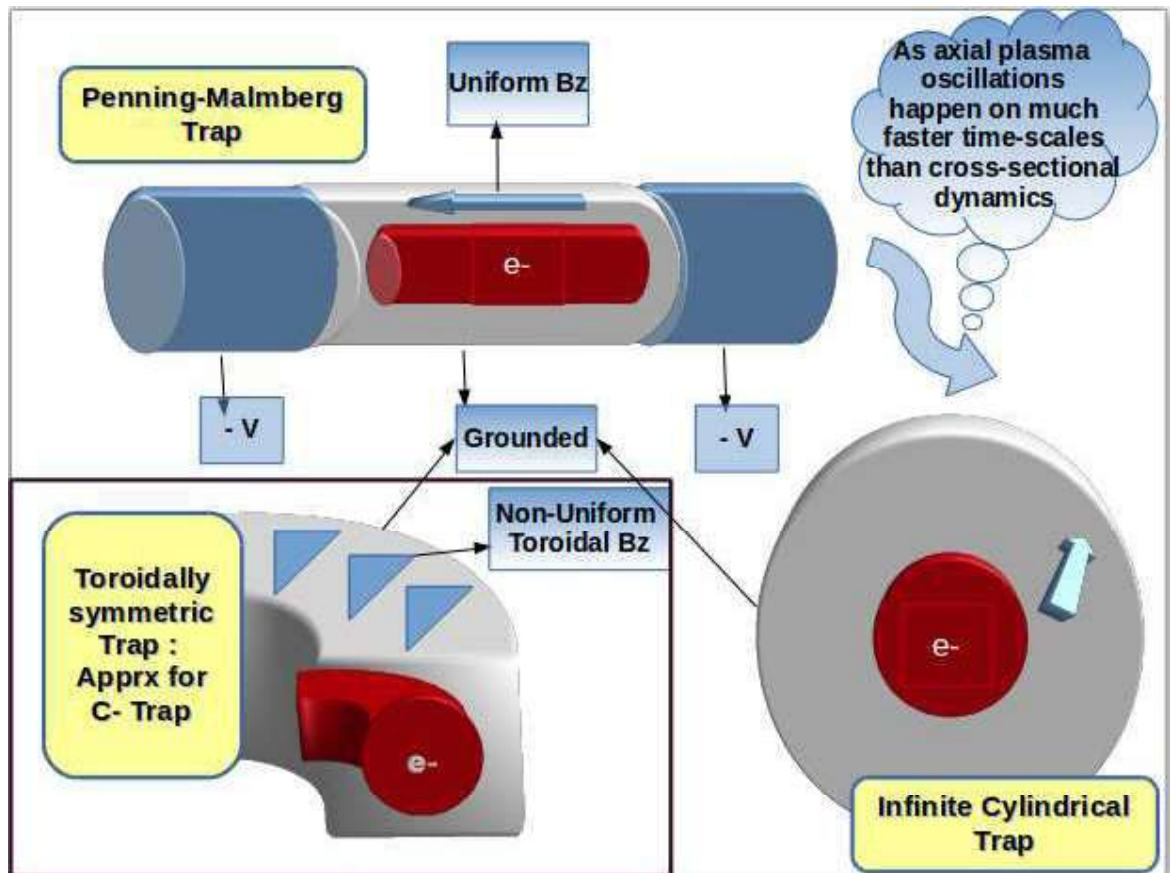 Penning-Malmberg
Trap
Uniform Bz
As axial plasma
oscillations
happen on much
faster time-scales
than cross-sectional
dynamics
e-
- V
Grounded
- V
Non-Uniform
Toroidal Bz
Toroidally
symmetric
Trap :
Apprx for
C- Trap
e-
e-
Infinite Cylindrical
Trap